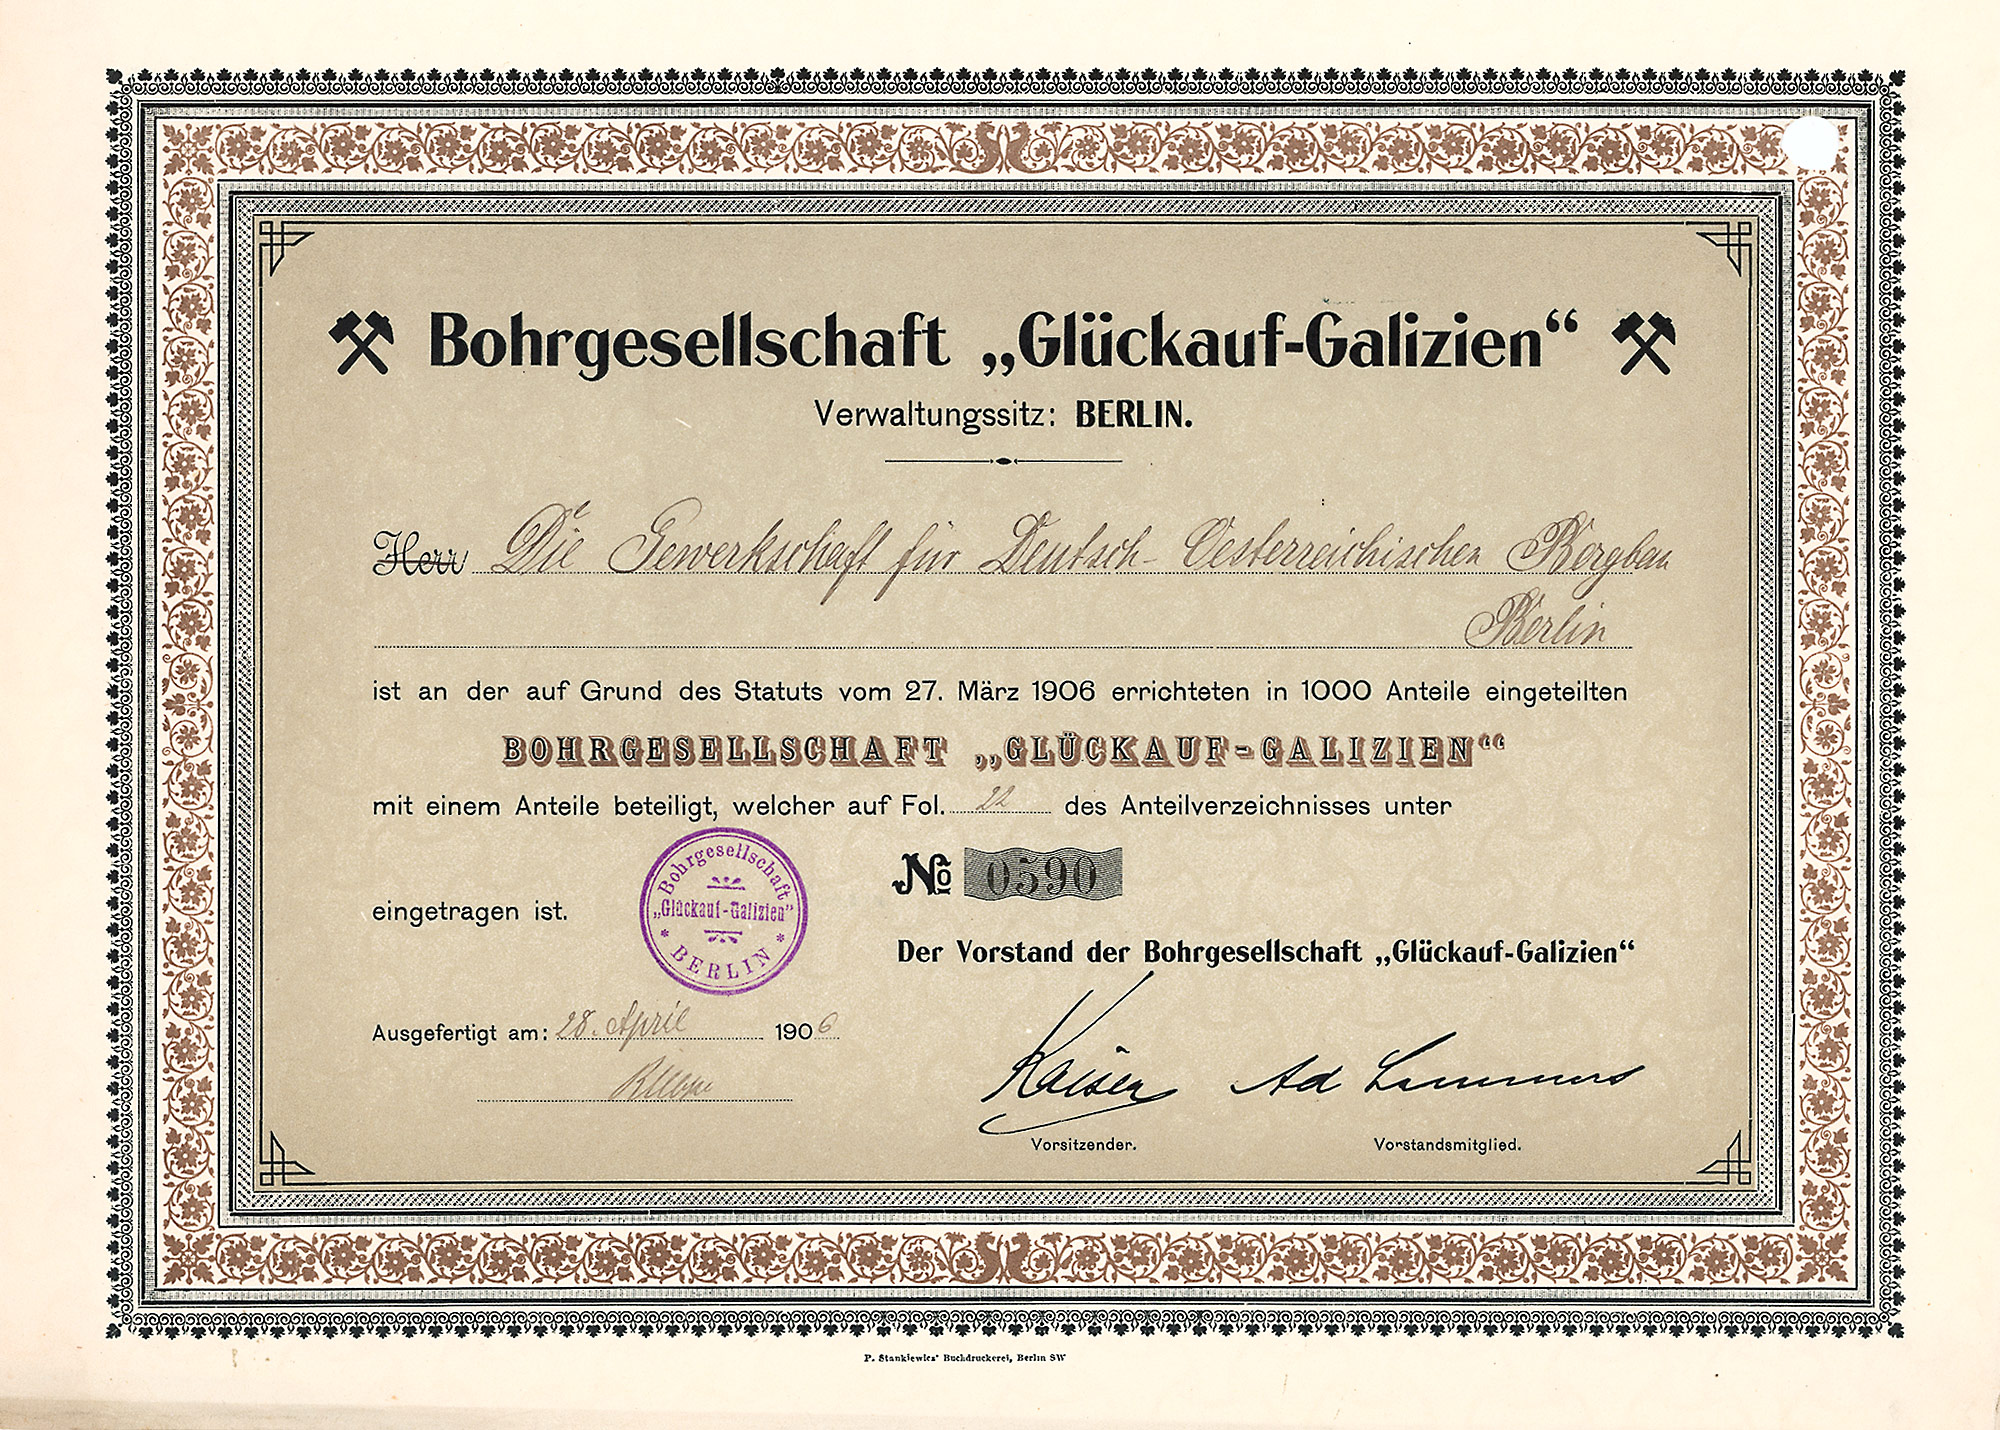 Bohrgesellschaft „Glückauf-Galizien“
Verwaltungssitz: BERLIN.
Herr Die Gewerkschaft für Deutsch-Oesterreichischen Bergbau
Berlin
ist an der auf Grund des Statuts vom 27. März 1906 errichteten in 1000 Anteile eingeteilten
BOHRGESELLSCHAFT „GLÜCKAUF-GALIZIEN“
mit einem Anteile beteiligt, welcher auf Fol. 22 des Anteilverzeichnisses unter
No 0590
eingetragen ist.
Bohrgesellschaft
„Glückauf-Galizien“
* BERLIN *
Der Vorstand der Bohrgesellschaft „Glückauf-Galizien“
Ausgefertigt am: 28. April 1906
Kaiser Ad Lammers
Vorsitzender. Vorstandsmitglied.
P. Stankiewicz' Buchdruckerei, Berlin SW